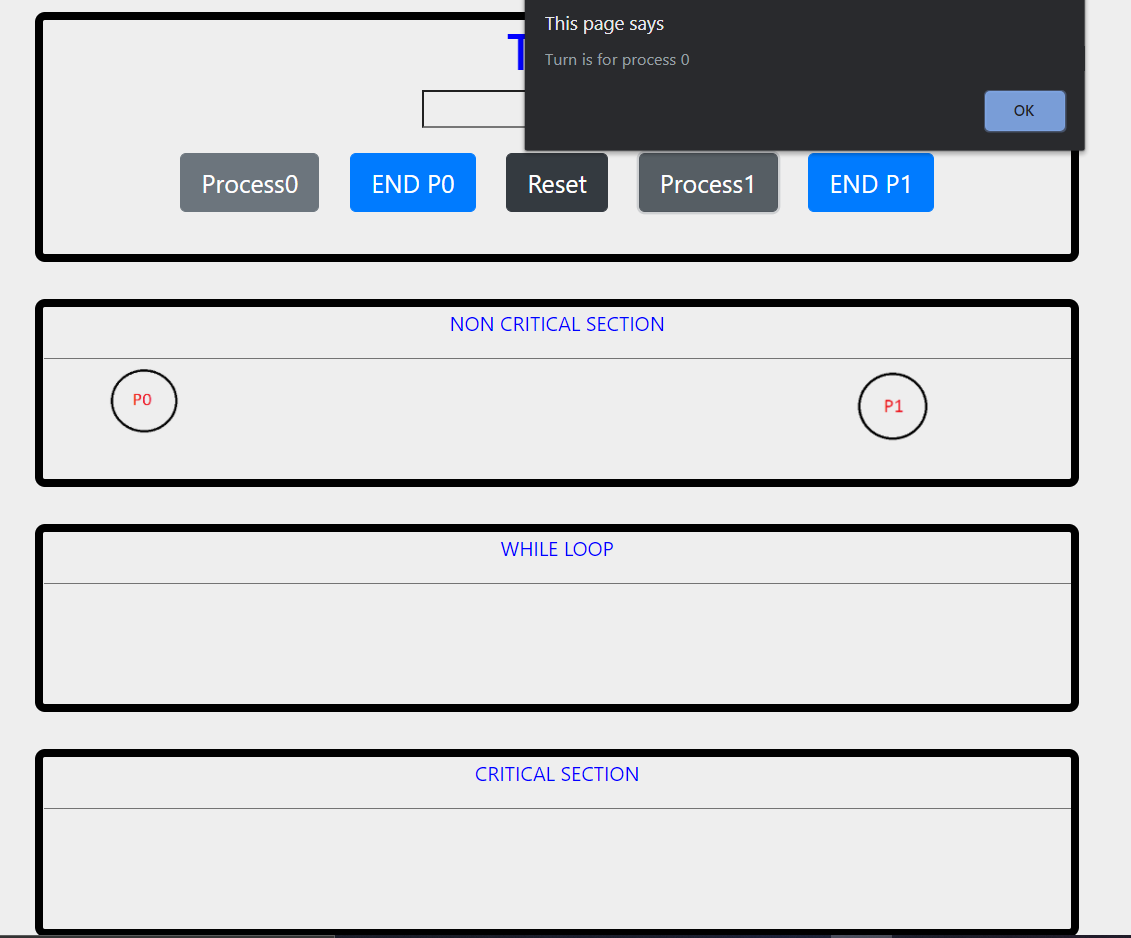 This page says
Turn is for process 0
OK
T
Process0 END P0 Reset Process1 END P1
NON CRITICAL SECTION
P0 P1
WHILE LOOP
CRITICAL SECTION